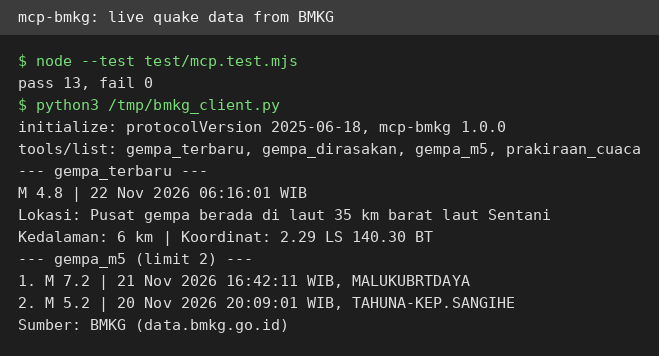 mcp-bmkg: live quake data from BMKG
$ node --test test/mcp.test.mjs
pass 13, fail 0
$ python3 /tmp/bmkg_client.py
initialize: protocolVersion 2025-06-18, mcp-bmkg 1.0.0
tools/list: gempa_terbaru, gempa_dirasakan, gempa_m5, prakiraan_cuaca
--- gempa_terbaru ---
M 4.8 | 22 Nov 2026 06:16:01 WIB
Lokasi: Pusat gempa berada di laut 35 km barat laut Sentani
Kedalaman: 6 km | Koordinat: 2.29 LS 140.30 BT
--- gempa_m5 (limit 2) ---
1. M 7.2 | 21 Nov 2026 16:42:11 WIB, MALUKUBRTDAYA
2. M 5.2 | 20 Nov 2026 20:09:01 WIB, TAHUNA-KEP.SANGIHE
Sumber: BMKG (data.bmkg.go.id)